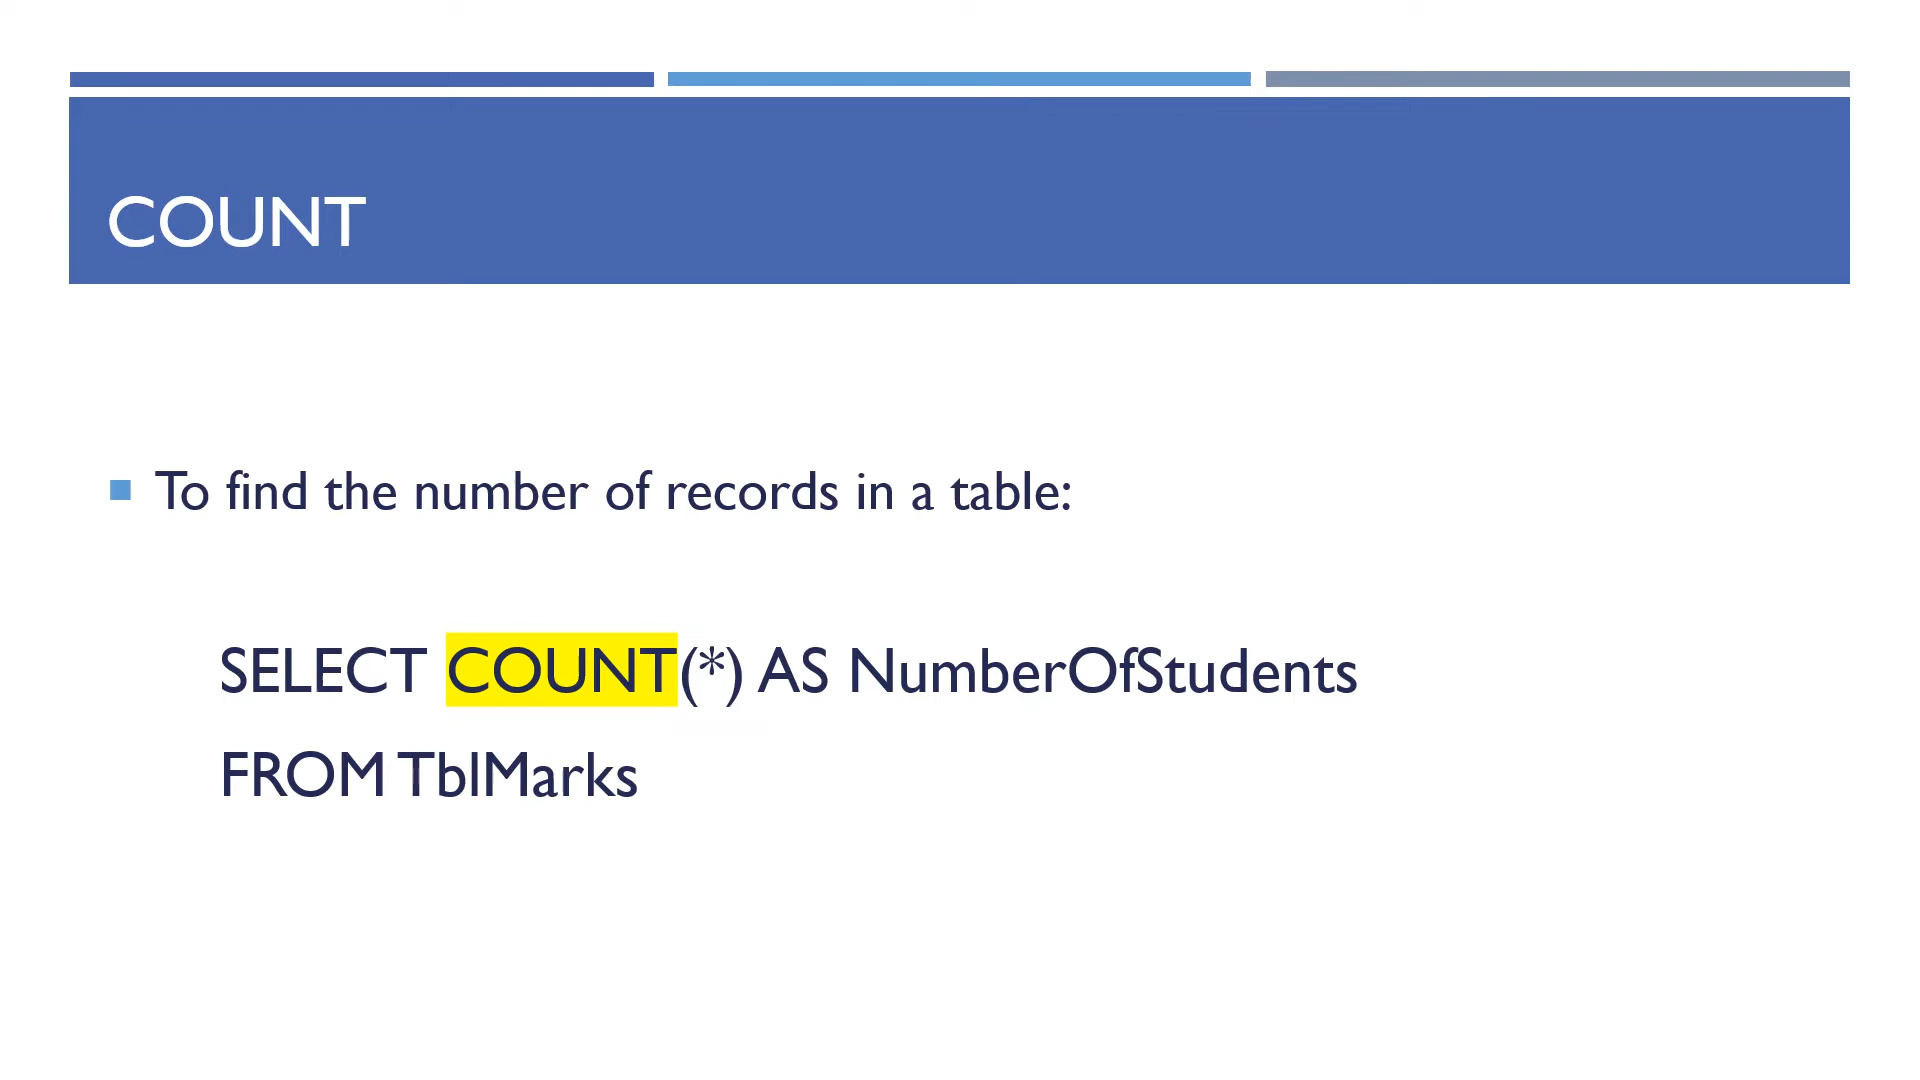 COUNT
To find the number of records in a table:
SELECT COUNT(*) AS NumberOfStudents
FROM TblMarks